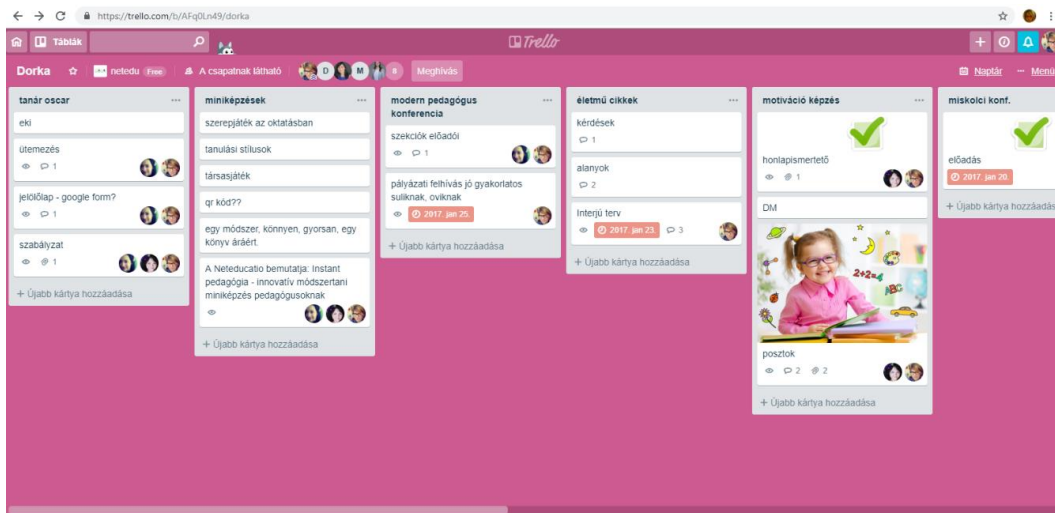 https://trello.com/b/AFq0Ln49/dorka
Táblák
Trello
Dorka
netedu Free
A csapatnak látható
D
M
8
Meghívás
Naptár
Menü
tanár oscar
eki
ütemezés
1
jelölőlap - google form?
1
szabályzat
1
+ Újabb kártya hozzáadása
miniképzések
szerepjáték az oktatásban
tanulási stílusok
társasjáték
qr kód??
egy módszer, könnyen, gyorsan, egy
könyv áráért
A Neteducatio bemutatja: Instant
pedagógia - innovatív módszertani
miniképzés pedagógusoknak
+ Újabb kártya hozzáadása
modern pedagógus
konferencia
szekciók előadói
1
pályázati felhívás jó gyakorlatos
suliknak, oviknak
2017. jan 25.
+ Újabb kártya hozzáadása
életmű cikkek
kérdések
1
alanyok
2
Interjú terv
2017. jan 23. 3
+ Újabb kártya hozzáadása
motiváció képzés
honlapismertető
1
DM
2+2=4
ABC
posztok
2 2
+ Újabb kártya hozzáadása
miskolci konf.
előadás
2017. jan 20.
+ Újabb kártya hozzáadás